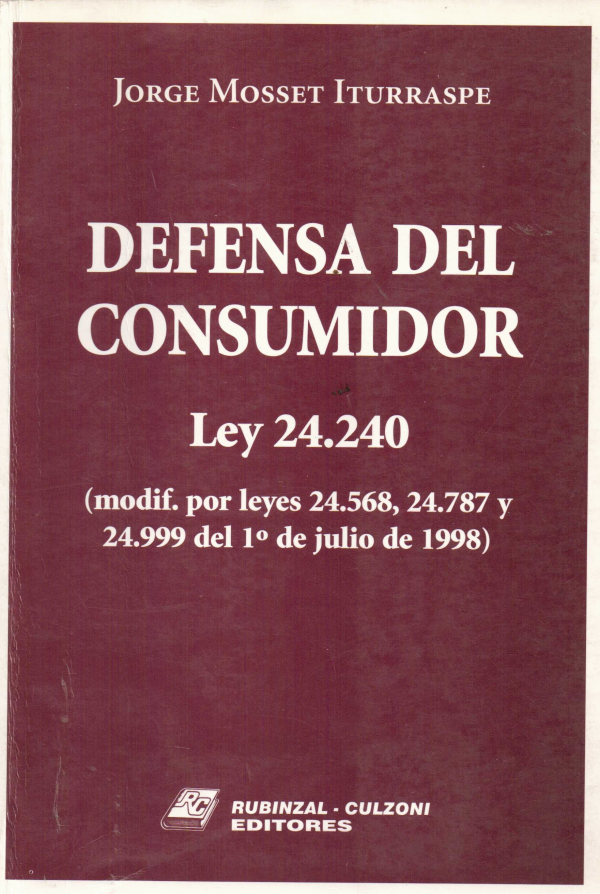 JORGE MOSSET ITURRASPE
DEFENSA DEL
CONSUMIDOR
Ley 24.240
(modif. por leyes 24.568, 24.787 y
24.999 del 1º de julio de 1998)
RC
RUBINZAL - CULZONI
EDITORES